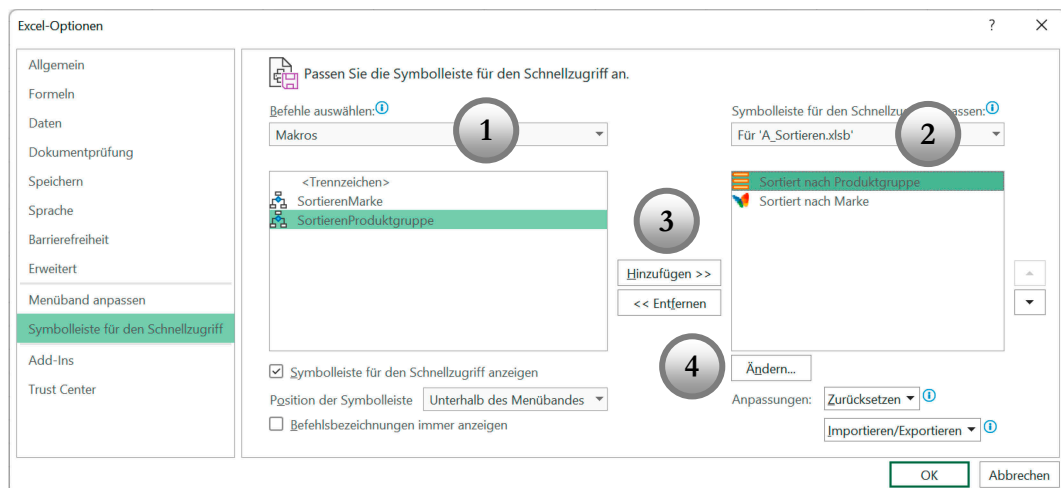 Excel-Optionen
?
X
Allgemein
Formeln
Daten
Dokumentprüfung
Speichern
Sprache
Barrierefreiheit
Erweitert
Menüband anpassen
Symbolleiste für den Schnellzugriff
Add-Ins
Trust Center
Passen Sie die Symbolleiste für den Schnellzugriff an.
Befehle auswählen:
1
Makros
<Trennzeichen>
SortierenMarke
SortierenProduktgruppe
Symbolleiste für den Schnellzugriff anzeigen
Position der Symbolleiste Unterhalb des Menübandes
Befehlsbezeichnungen immer anzeigen
3
Hinzufügen >>
<< Entfernen
Symbolleiste für den
2
Für 'A_Sortieren.xlsb'
Sortiert nach Produktgruppe
Sortiert nach Marke
4
Ändern...
Anpassungen: Zurücksetzen
Importieren/Exportieren
OK Abbrechen